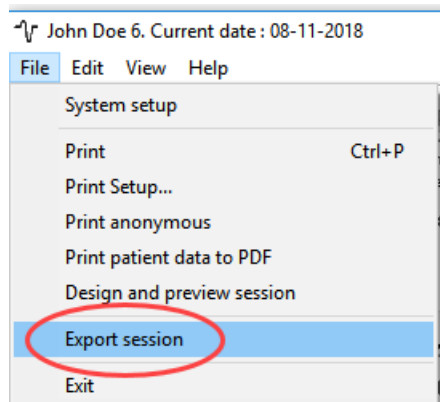 John Doe 6. Current date : 08-11-2018
File Edit View Help
System setup
Print Ctrl+P
Print Setup...
Print anonymous
Print patient data to PDF
Design and preview session
Export session
Exit